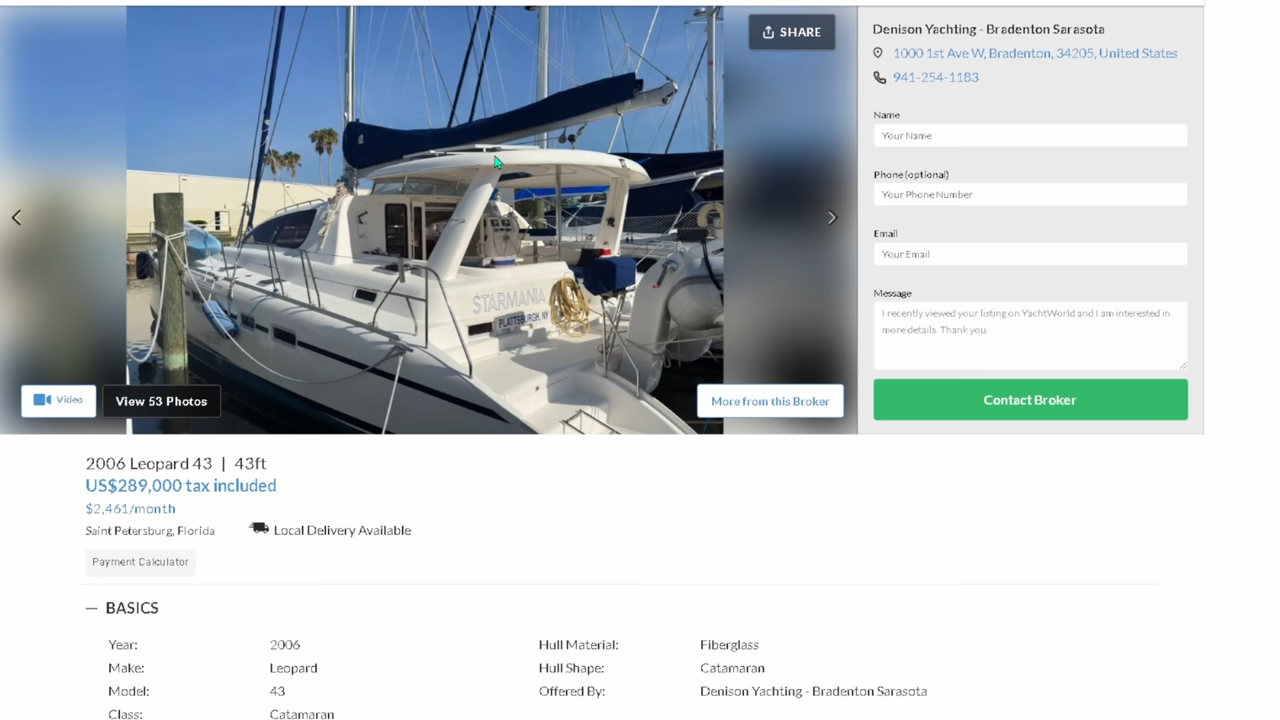 SHARE
STARMANIA
PLATTSBURGH, NY
Video
View 53 Photos
More from this Broker
Denison Yachting - Bradenton Sarasota
1000 1st Ave W, Bradenton, 34205, United States
941-254-1183
Name
Your Name
Phone (optional)
Your Phone Number
Email
Your Email
Message
I recently viewed your listing on YachtWorld and I am interested in
more details. Thank you.
Contact Broker
2006 Leopard 43 | 43ft
US$289,000 tax included
$2,461/month
Saint Petersburg, Florida
Local Delivery Available
Payment Calculator
— BASICS
Year: 2006
Make: Leopard
Model: 43
Class: Catamaran
Hull Material: Fiberglass
Hull Shape: Catamaran
Offered By: Denison Yachting - Bradenton Sarasota